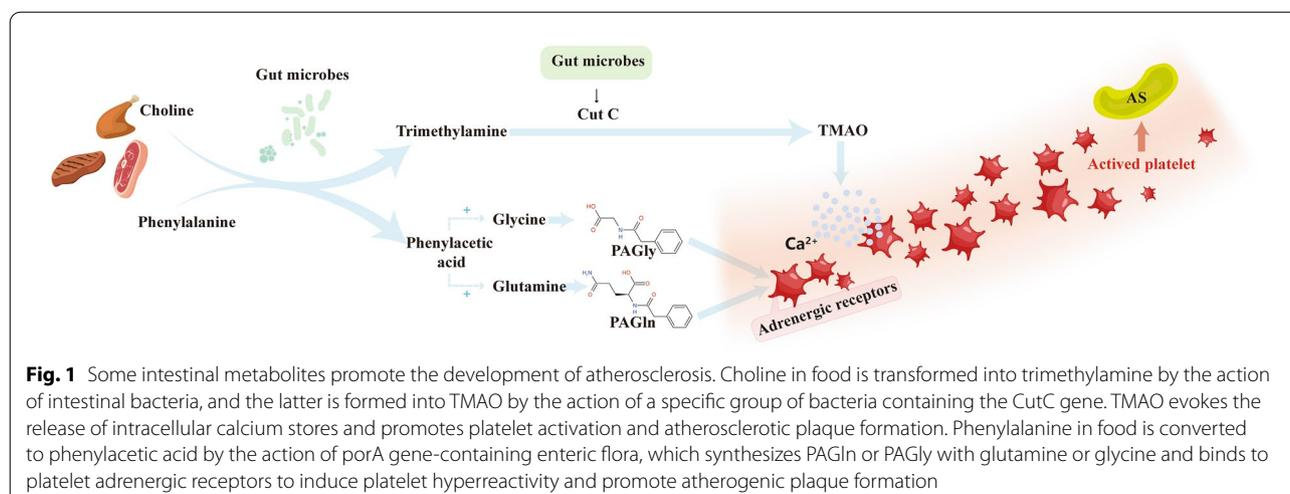 Gut microbes
Choline
Phenylalanine
Gut microbes
Cut C
Trimethylamine
TMAO
Phenylacetic
acid
+
Glycine
HO
O
O
N
H
PAGly
+
Glutamine
H₂N
O
HO
O
N
H
O
PAGln
Ca²⁺
Adrenergic receptors
AS
Actived platelet
Fig. 1 Some intestinal metabolites promote the development of atherosclerosis. Choline in food is transformed into trimethylamine by the action
of intestinal bacteria, and the latter is formed into TMAO by the action of a specific group of bacteria containing the CutC gene. TMAO evokes the
release of intracellular calcium stores and promotes platelet activation and atherosclerotic plaque formation. Phenylalanine in food is converted
to phenylacetic acid by the action of porA gene-containing enteric flora, which synthesizes PAGln or PAGly with glutamine or glycine and binds to
platelet adrenergic receptors to induce platelet hyperreactivity and promote atherogenic plaque formation